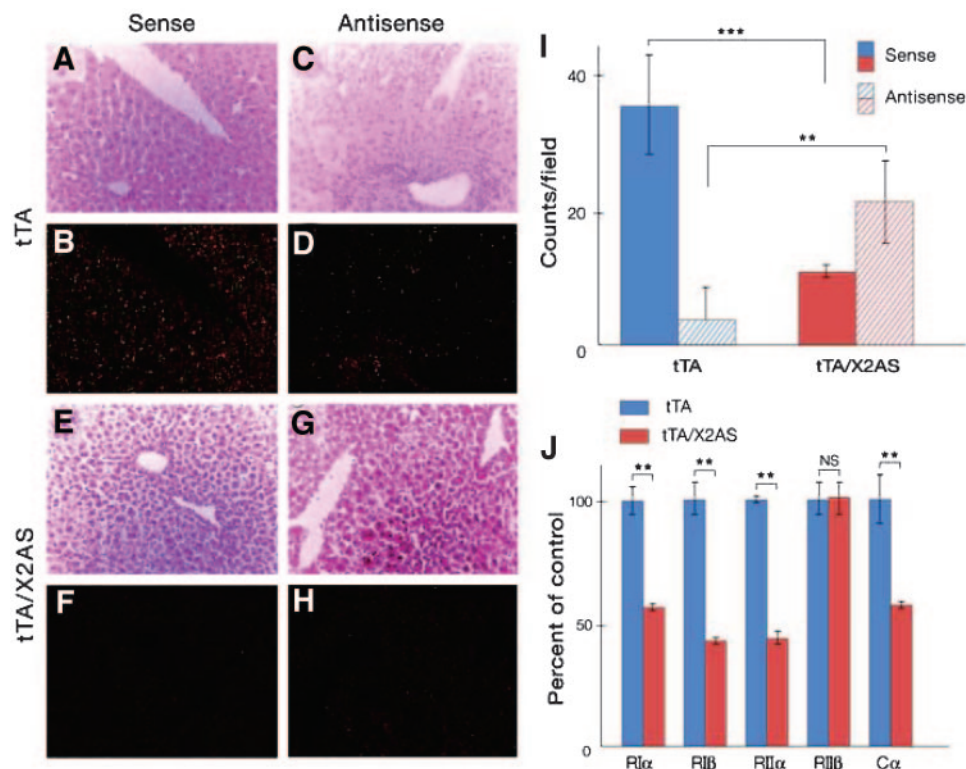 Sense
Antisense
tTA
A
C
B
D
tTA/X2AS
E
G
F
H
I
***
Sense
Antisense
**
Counts/field
40
20
0
tTA
tTA/X2AS
J
tTA
tTA/X2AS
**
**
**
NS
**
Percent of control
100
50
0
RIα
RIß
RIIα
RIIß
Cα